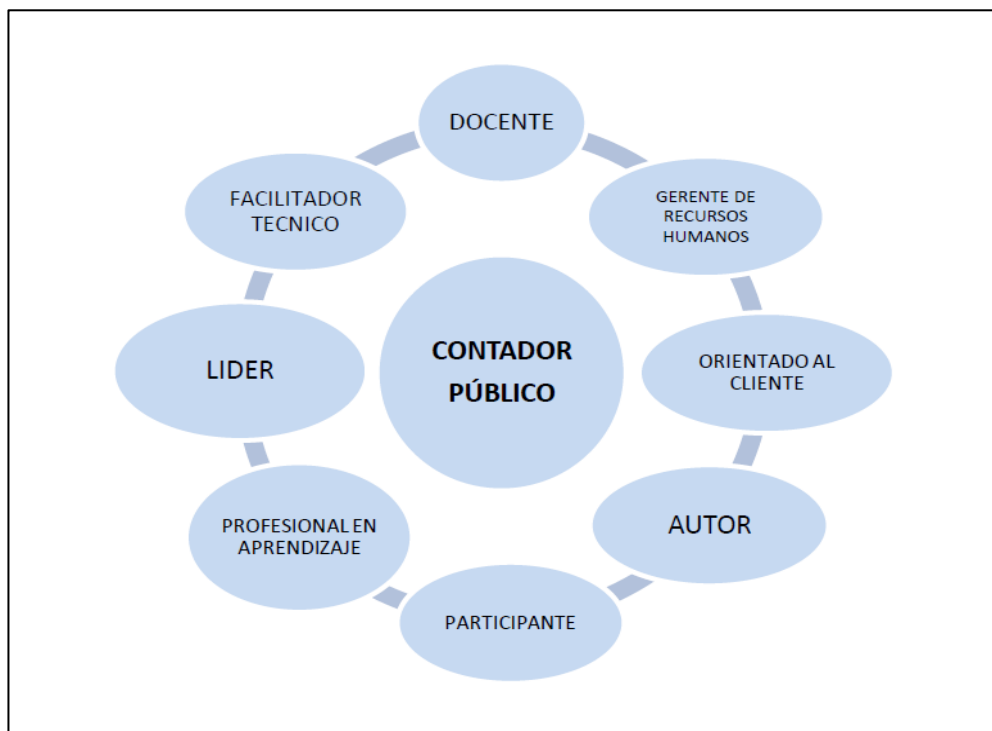 DOCENTE
GERENTE DE
RECURSOS
HUMANOS
ORIENTADO AL
CLIENTE
AUTOR
PARTICIPANTE
PROFESIONAL EN
APRENDIZAJE
LIDER
FACILITADOR
TECNICO
CONTADOR
PÚBLICO